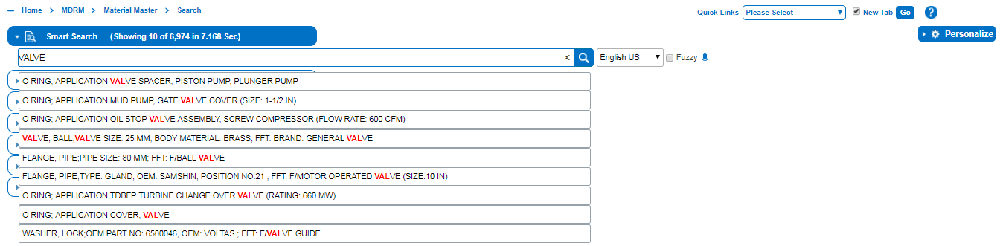 Home > MDRM > Material Master > Search
Quick Links Please Select New Tab Go ?
Smart Search (Showing 10 of 6,974 in 7.168 Sec)
Personalize
VALVE × English US Fuzzy
O RING; APPLICATION VALVE SPACER, PISTON PUMP, PLUNGER PUMP
O RING; APPLICATION MUD PUMP, GATE VALVE COVER (SIZE: 1-1/2 IN)
O RING; APPLICATION OIL STOP VALVE ASSEMBLY, SCREW COMPRESSOR (FLOW RATE: 600 CFM)
VALVE, BALL;VALVE SIZE: 25 MM, BODY MATERIAL: BRASS; FFT: BRAND: GENERAL VALVE
FLANGE, PIPE;PIPE SIZE: 80 MM; FFT: F/BALL VALVE
FLANGE, PIPE;TYPE: GLAND; OEM: SAMSHIN; POSITION NO:21 ; FFT: F/MOTOR OPERATED VALVE (SIZE:10 IN)
O RING; APPLICATION TDBFP TURBINE CHANGE OVER VALVE (RATING: 660 MW)
O RING; APPLICATION COVER, VALVE
WASHER, LOCK;OEM PART NO: 6500046, OEM: VOLTAS ; FFT: F/VALVE GUIDE